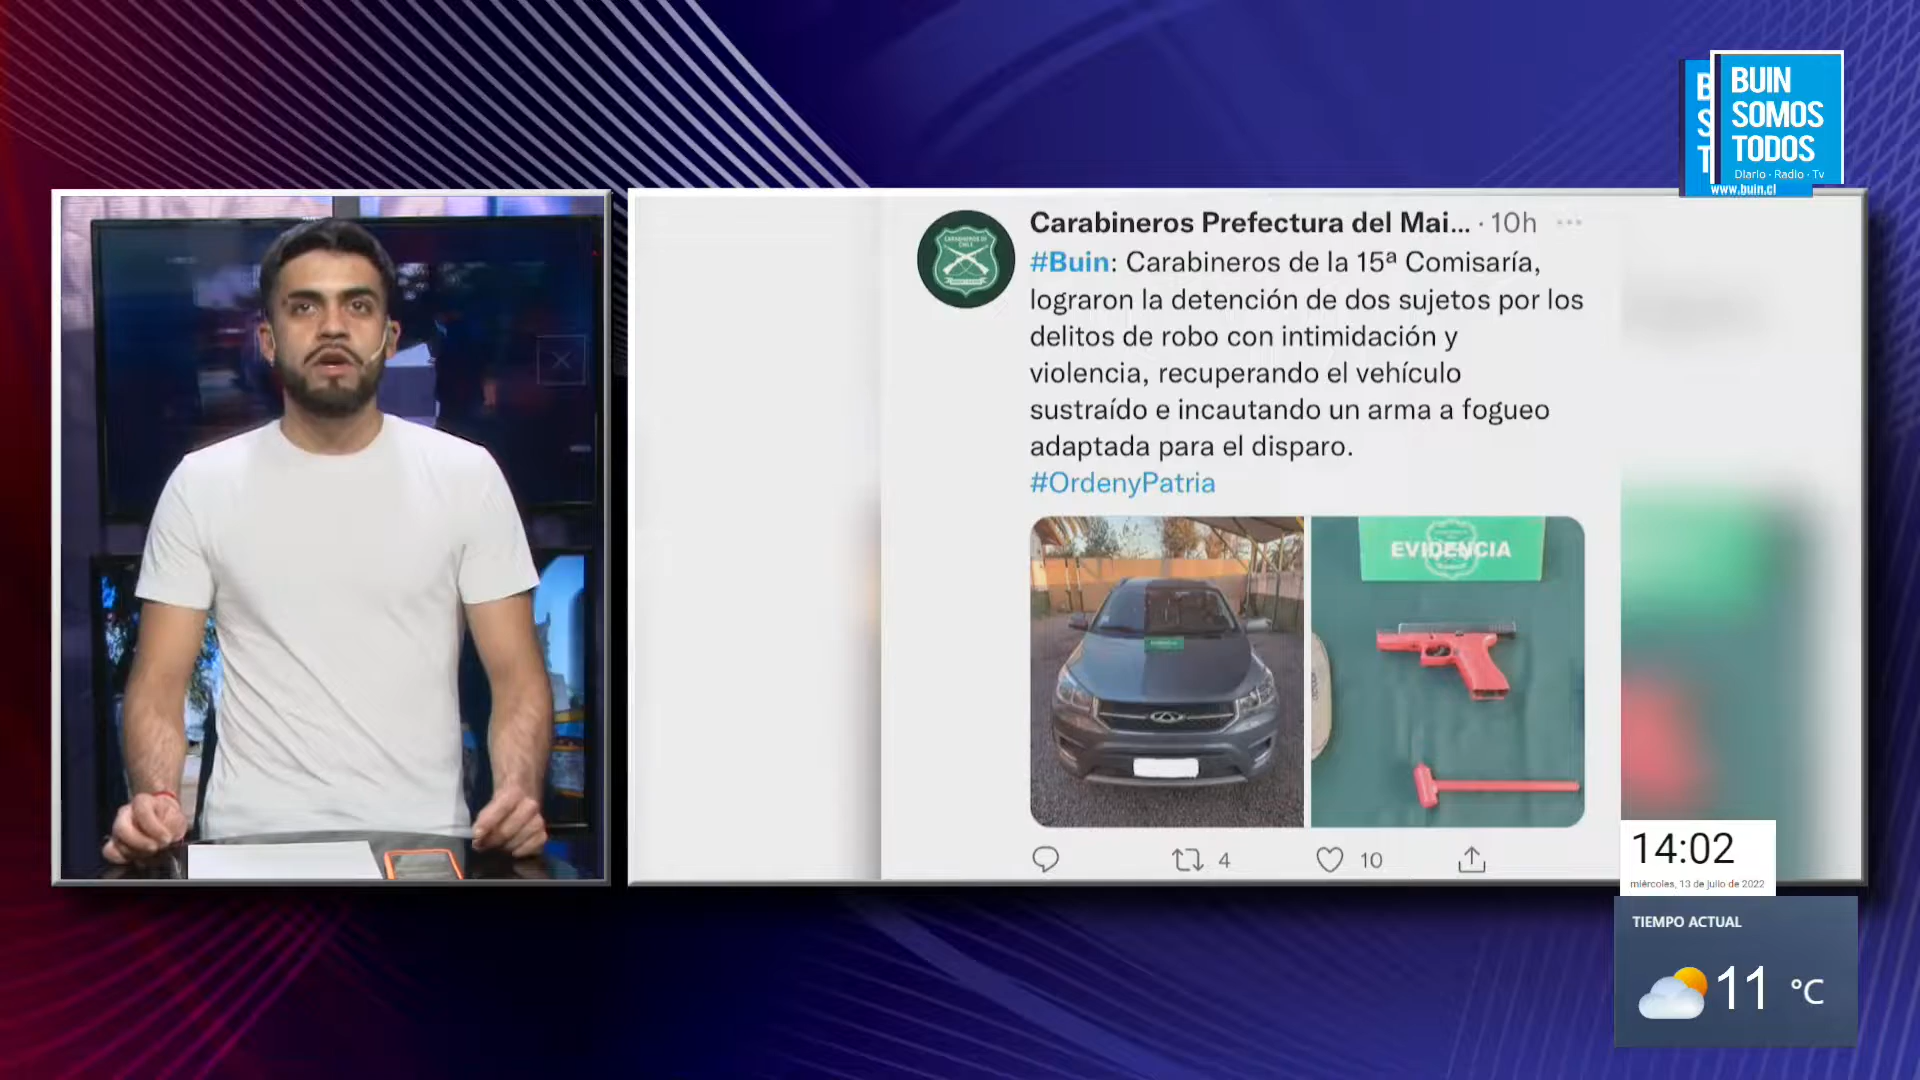 BUIN
SOMOS
TODOS
Diario · Radio · Tv
www.buin.cl
Carabineros Prefectura del Mai... · 10h
#Buin: Carabineros de la 15ª Comisaría,
lograron la detención de dos sujetos por los
delitos de robo con intimidación y
violencia, recuperando el vehículo
sustraído e incautando un arma a fogueo
adaptada para el disparo.
#OrdenyPatria
EVIDENCIA
4
10
14:02
miércoles, 13 de julio de 2022
TIEMPO ACTUAL
11 °C